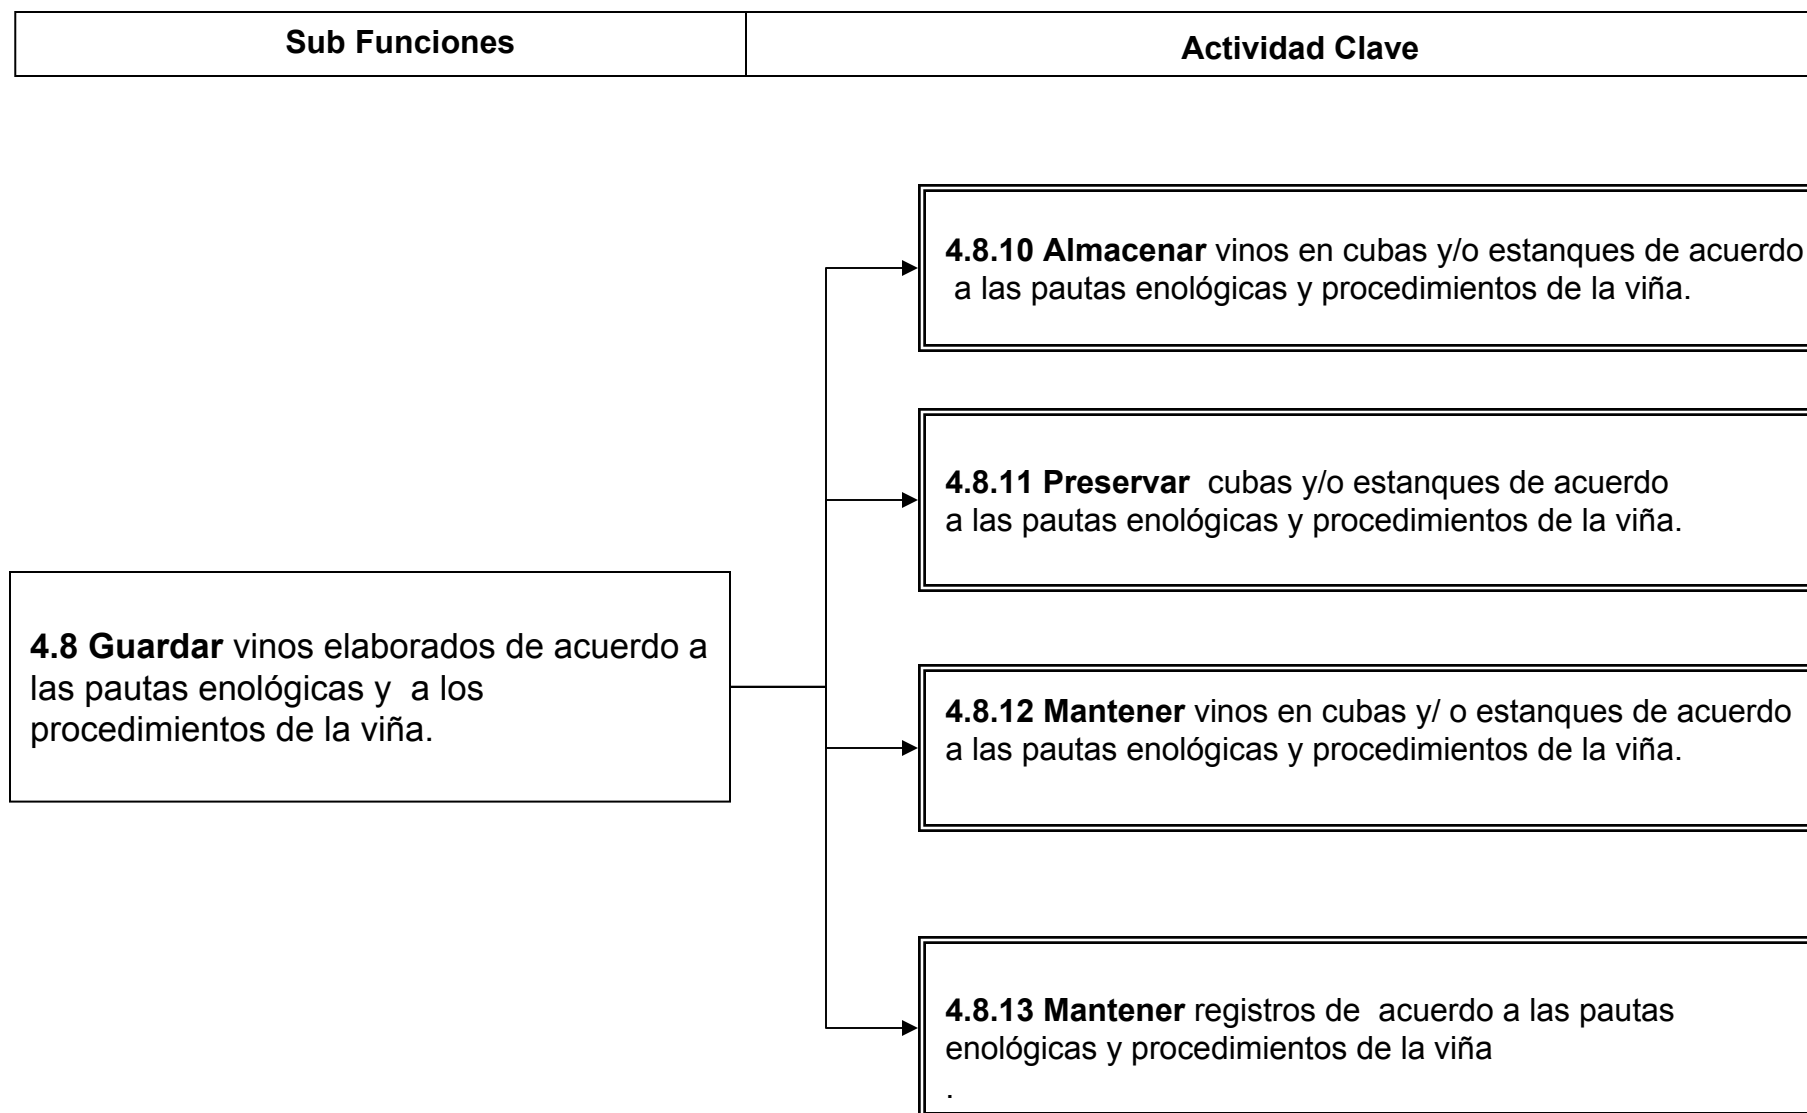 Sub Funciones
Actividad Clave
4.8.10 Almacenar vinos en cubas y/o estanques de acuerdo
a las pautas enológicas y procedimientos de la viña.
4.8.11 Preservar  cubas y/o estanques de acuerdo
a las pautas enológicas y procedimientos de la viña.
4.8 Guardar vinos elaborados de acuerdo a
las pautas enológicas y  a los
procedimientos de la viña.
4.8.12 Mantener vinos en cubas y/ o estanques de acuerdo
a las pautas enológicas y procedimientos de la viña.
4.8.13 Mantener registros de  acuerdo a las pautas
enológicas y procedimientos de la viña
.